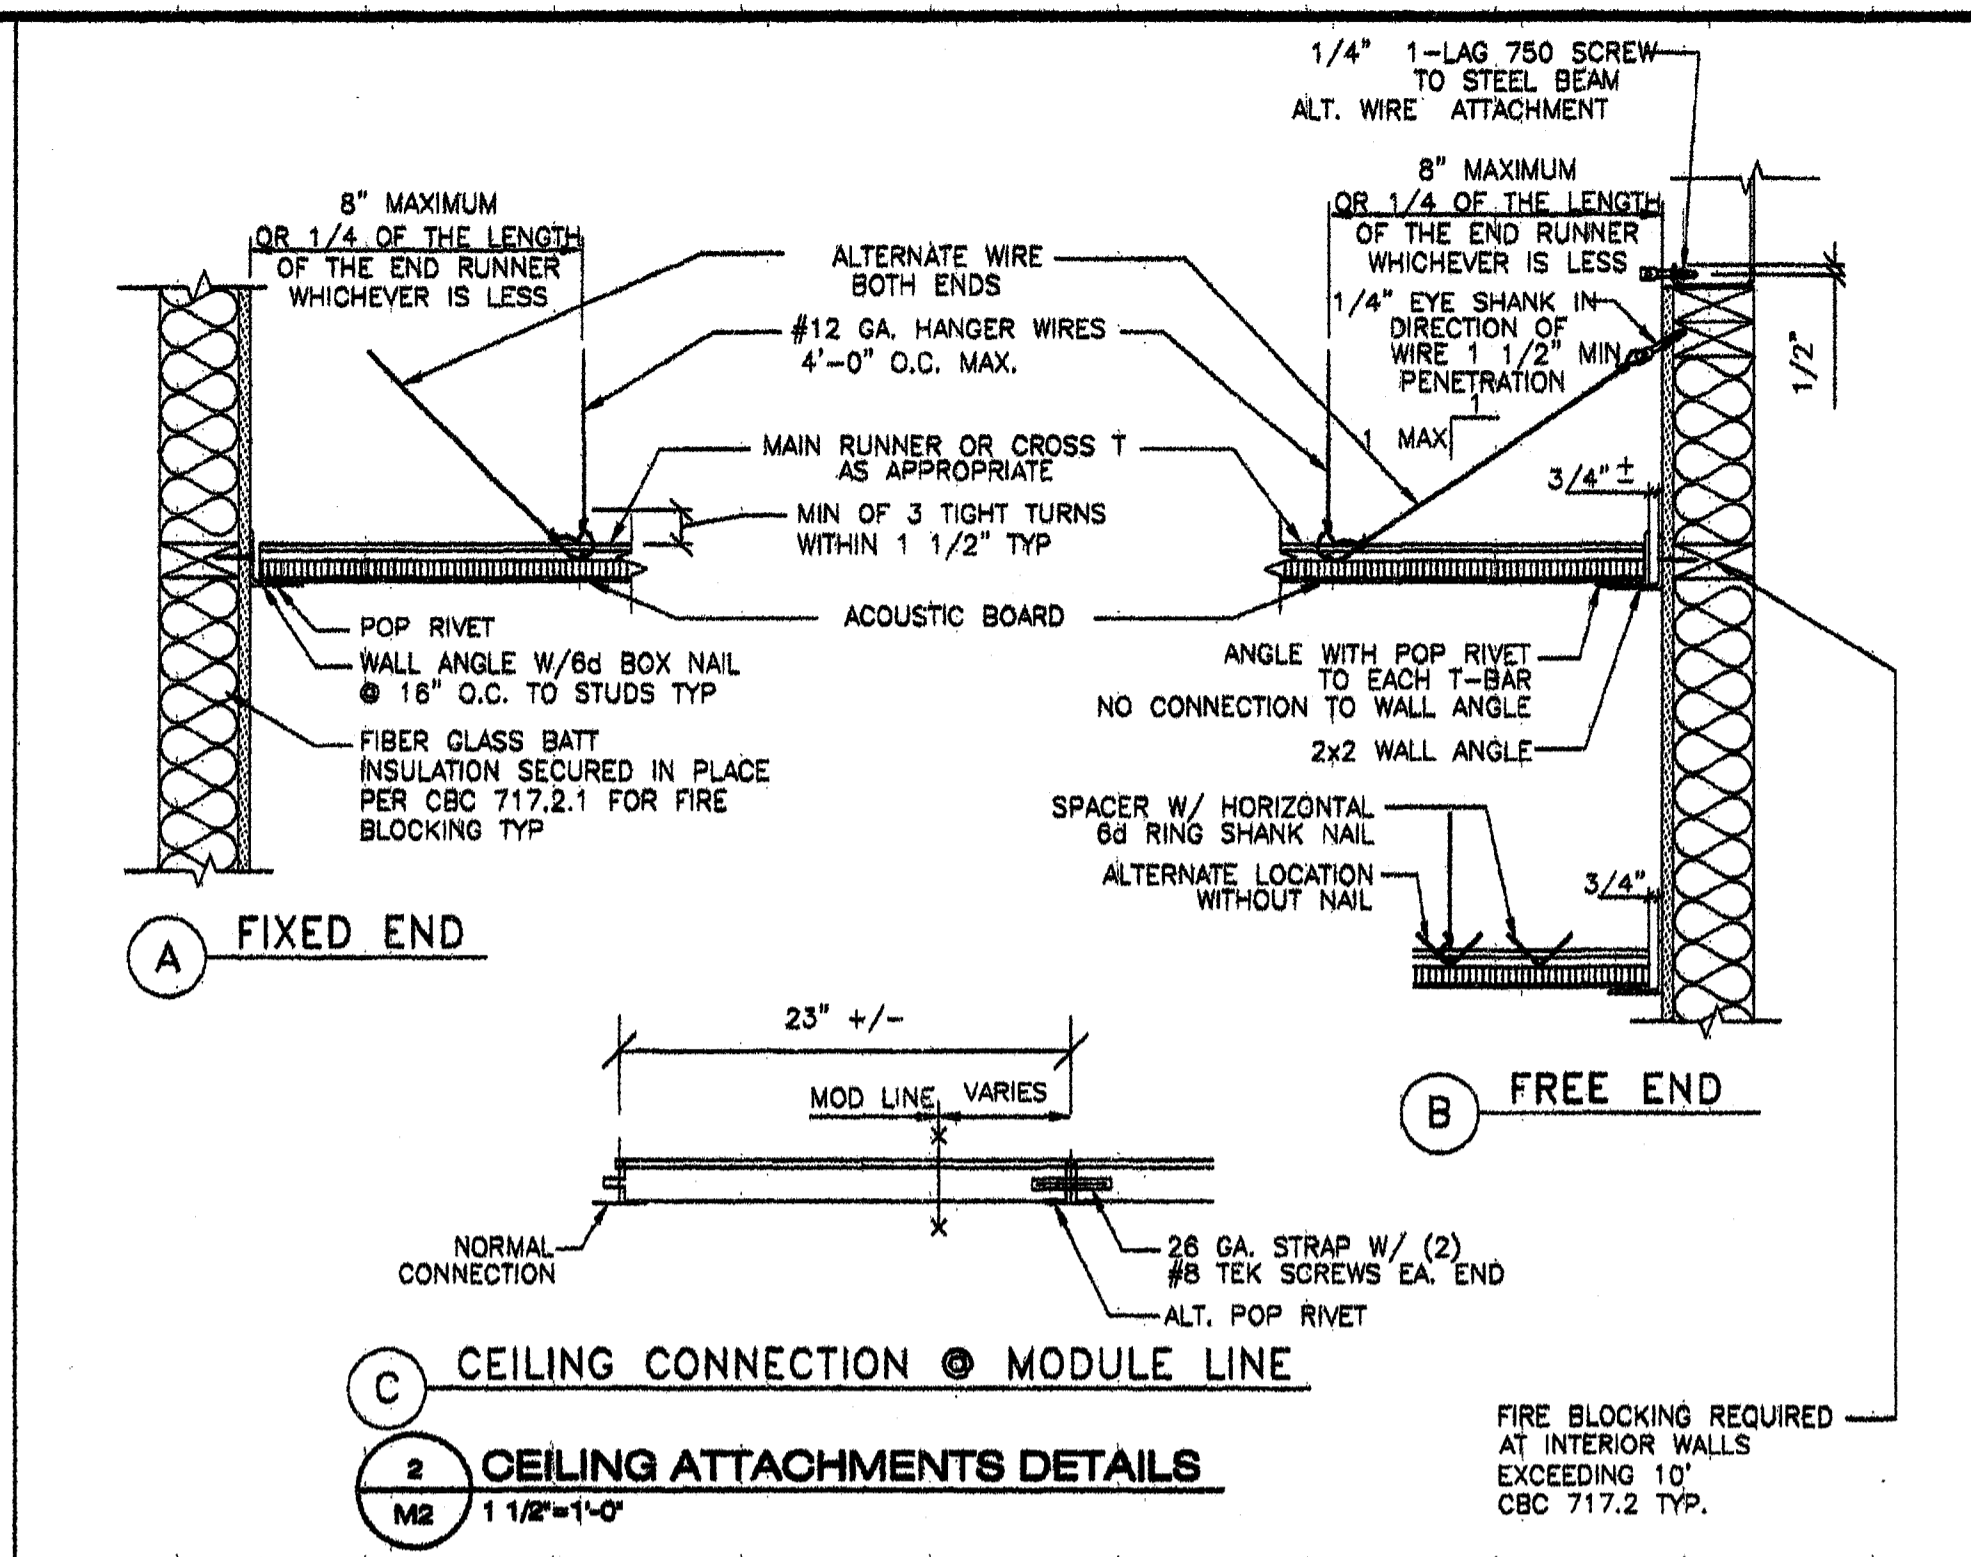 1/4" 1-LAG 750 SCREW
TO STEEL BEAM
ALT. WIRE ATTACHMENT
8" MAXIMUM
OR 1/4 OF THE LENGTH
OF THE END RUNNER
WHICHEVER IS LESS
ALTERNATE WIRE
BOTH ENDS
#12 GA. HANGER WIRES
4'-0" O.C. MAX.
MAIN RUNNER OR CROSS T
AS APPROPRIATE
MIN OF 3 TIGHT TURNS
WITHIN 1 1/2" TYP
ACOUSTIC BOARD
8" MAXIMUM
OR 1/4 OF THE LENGTH
OF THE END RUNNER
WHICHEVER IS LESS
1/4" EYE SHANK IN
DIRECTION OF
WIRE 1 1/2" MIN
PENETRATION
1
1 MAX
1/2"
3/4" ±
POP RIVET
WALL ANGLE W/6d BOX NAIL
@ 16" O.C. TO STUDS TYP
FIBER GLASS BATT
INSULATION SECURED IN PLACE
PER CBC 717.2.1 FOR FIRE
BLOCKING TYP
ANGLE WITH POP RIVET
TO EACH T-BAR
NO CONNECTION TO WALL ANGLE
2x2 WALL ANGLE
SPACER W/ HORIZONTAL
6d RING SHANK NAIL
ALTERNATE LOCATION
WITHOUT NAIL
3/4"
A FIXED END
B FREE END
23" +/-
MOD LINE VARIES
NORMAL
CONNECTION
26 GA. STRAP W/ (2)
#8 TEK SCREWS EA. END
ALT. POP RIVET
C CEILING CONNECTION @ MODULE LINE
2 CEILING ATTACHMENTS DETAILS
M2 1 1/2"=1'-0"
FIRE BLOCKING REQUIRED
AT INTERIOR WALLS
EXCEEDING 10'
CBC 717.2 TYP.